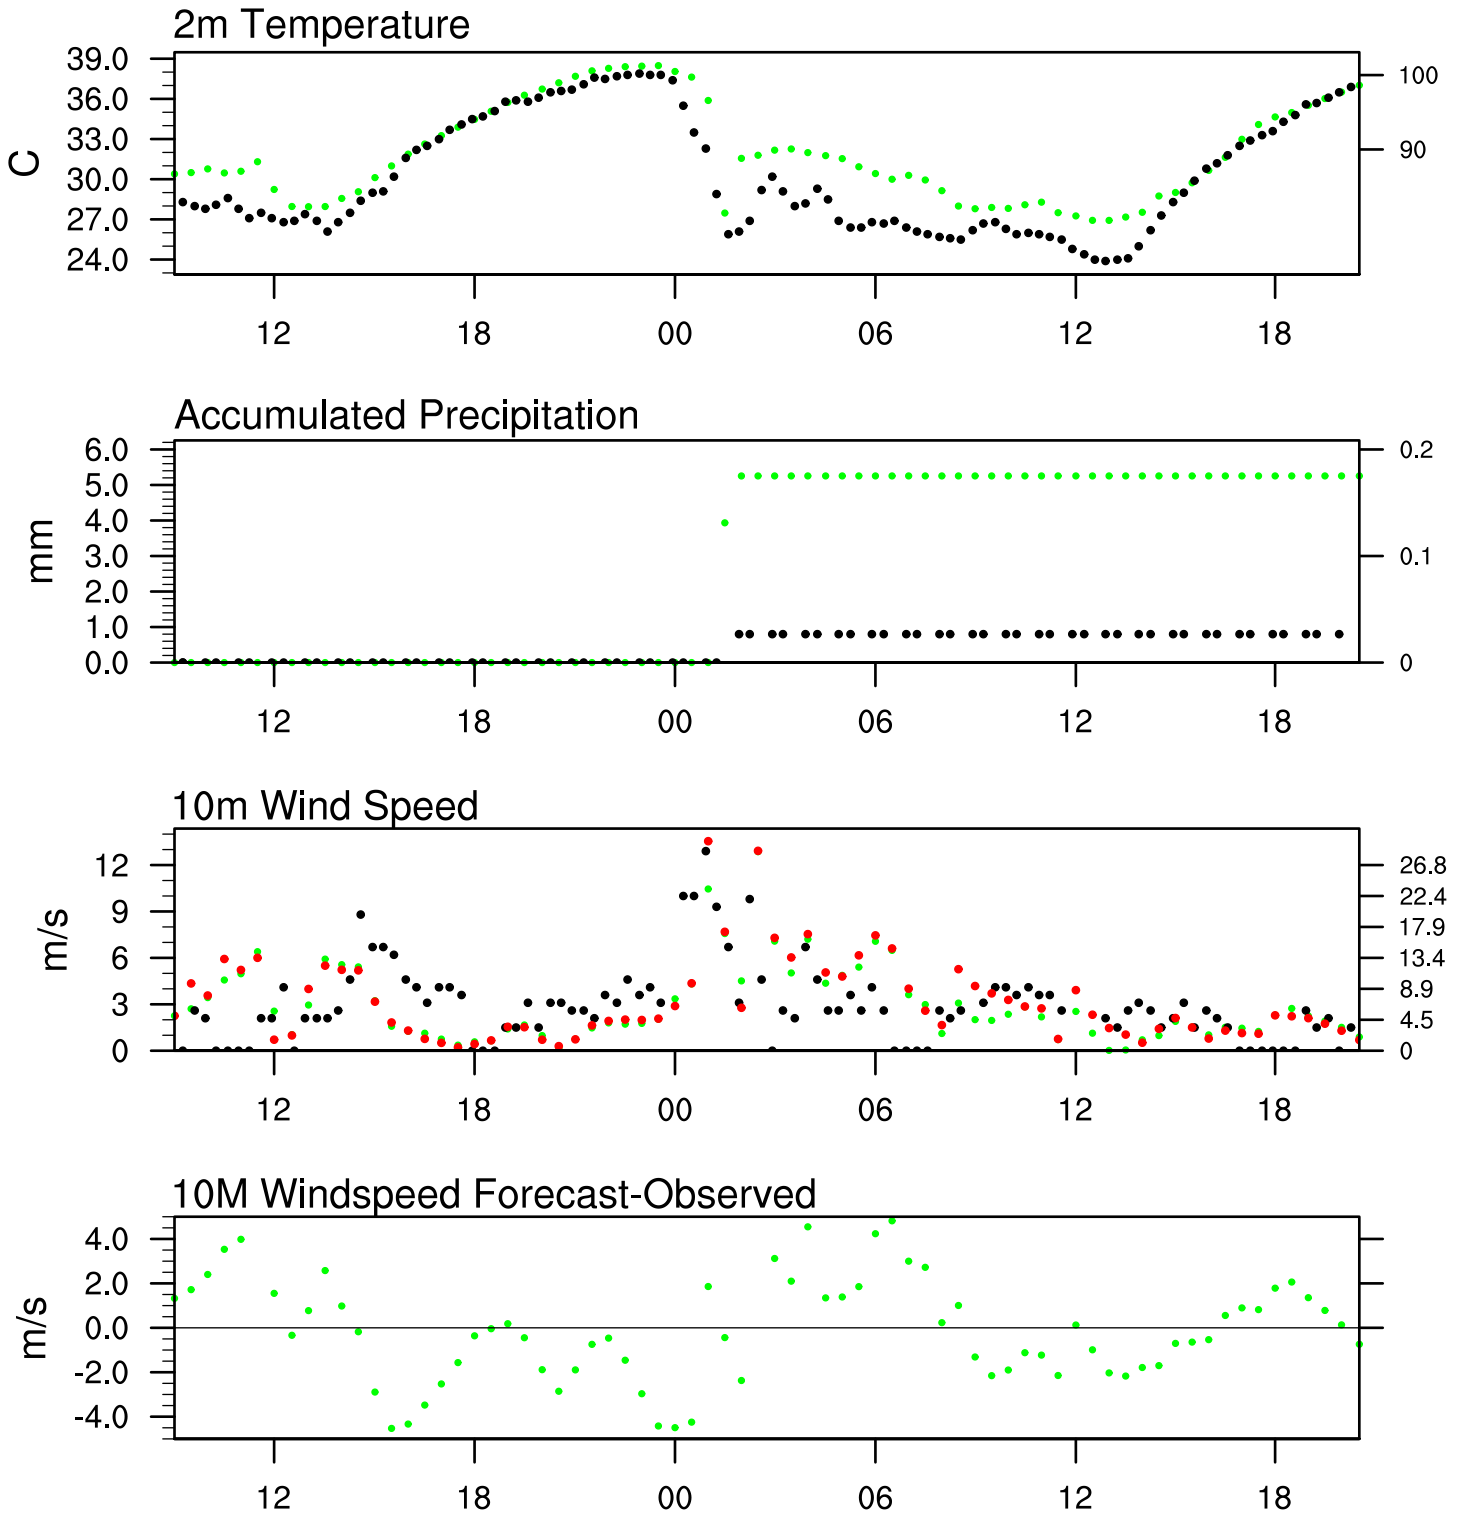 2m Temperature
39.0
36.0
33.0
30.0
27.0
24.0
C
100
90
12 18 00 06 12 18
Accumulated Precipitation
6.0
5.0
4.0
3.0
2.0
1.0
0.0
mm
0.2
0.1
0
12 18 00 06 12 18
10m Wind Speed
12
9
6
3
0
m/s
26.8
22.4
17.9
13.4
8.9
4.5
0
12 18 00 06 12 18
10M Windspeed Forecast-Observed
4.0
2.0
0.0
-2.0
-4.0
m/s
12 18 00 06 12 18